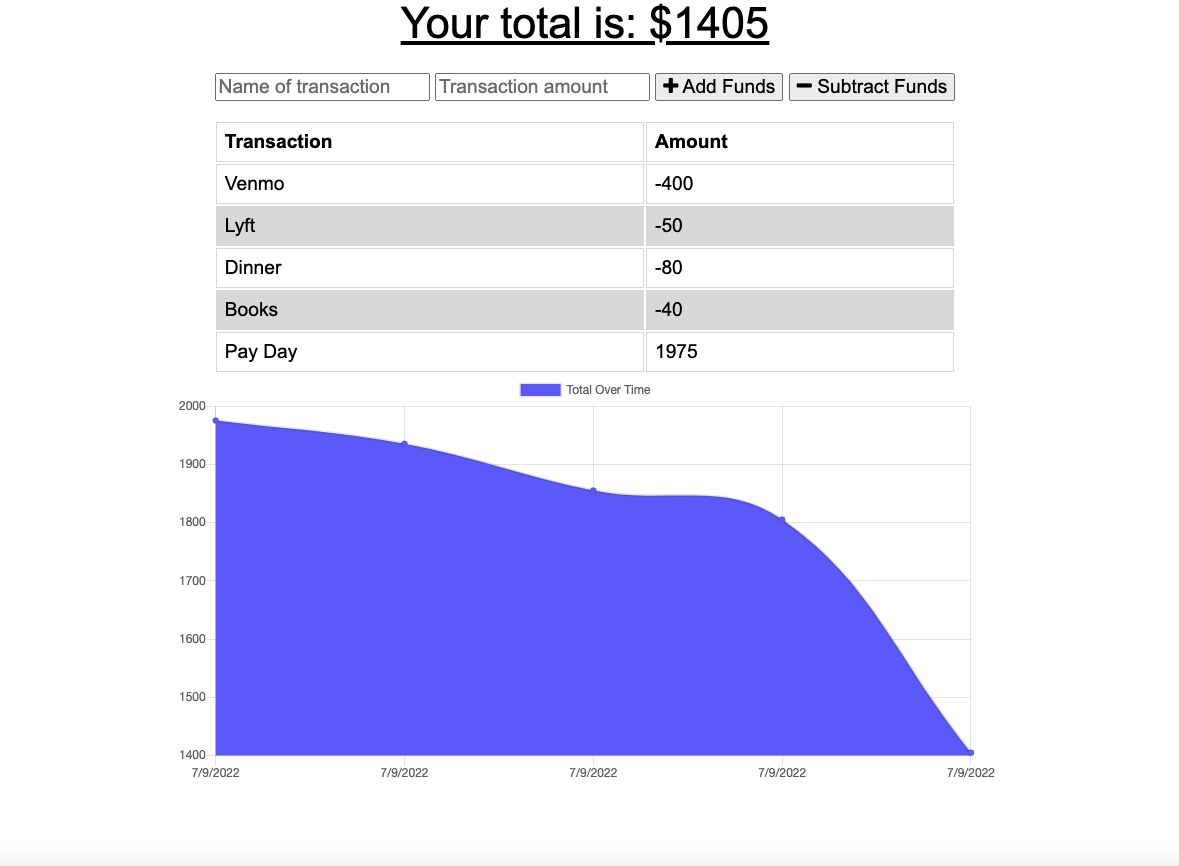 Your total is: $1405
Name of transaction Transaction amount Add Funds Subtract Funds
Transaction Amount
Venmo -400
Lyft -50
Dinner -80
Books -40
Pay Day 1975
Total Over Time
2000
1900
1800
1700
1600
1500
1400
7/9/2022 7/9/2022 7/9/2022 7/9/2022 7/9/2022